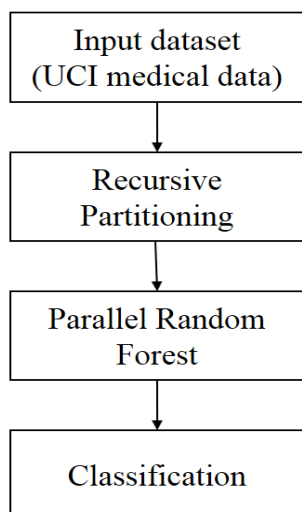 Input dataset
(UCI medical data)
Recursive
Partitioning
Parallel Random
Forest
Classification